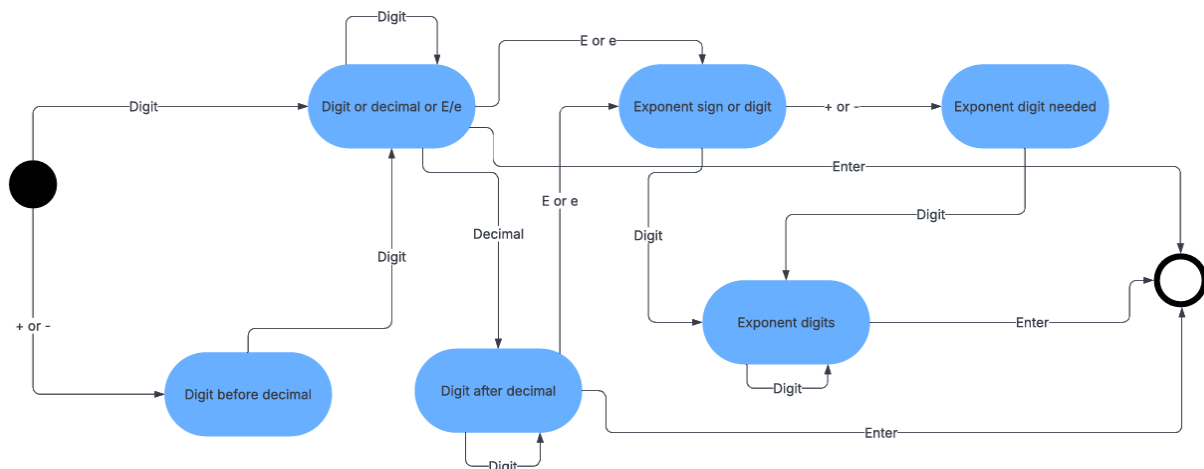 Digit
E or e
Digit
Digit or decimal or E/e
Exponent sign or digit
+ or -
Exponent digit needed
Enter
E or e
Digit
Decimal
Digit
Digit
+ or -
Exponent digits
Enter
Digit before decimal
Digit after decimal
Digit
Enter
Digit